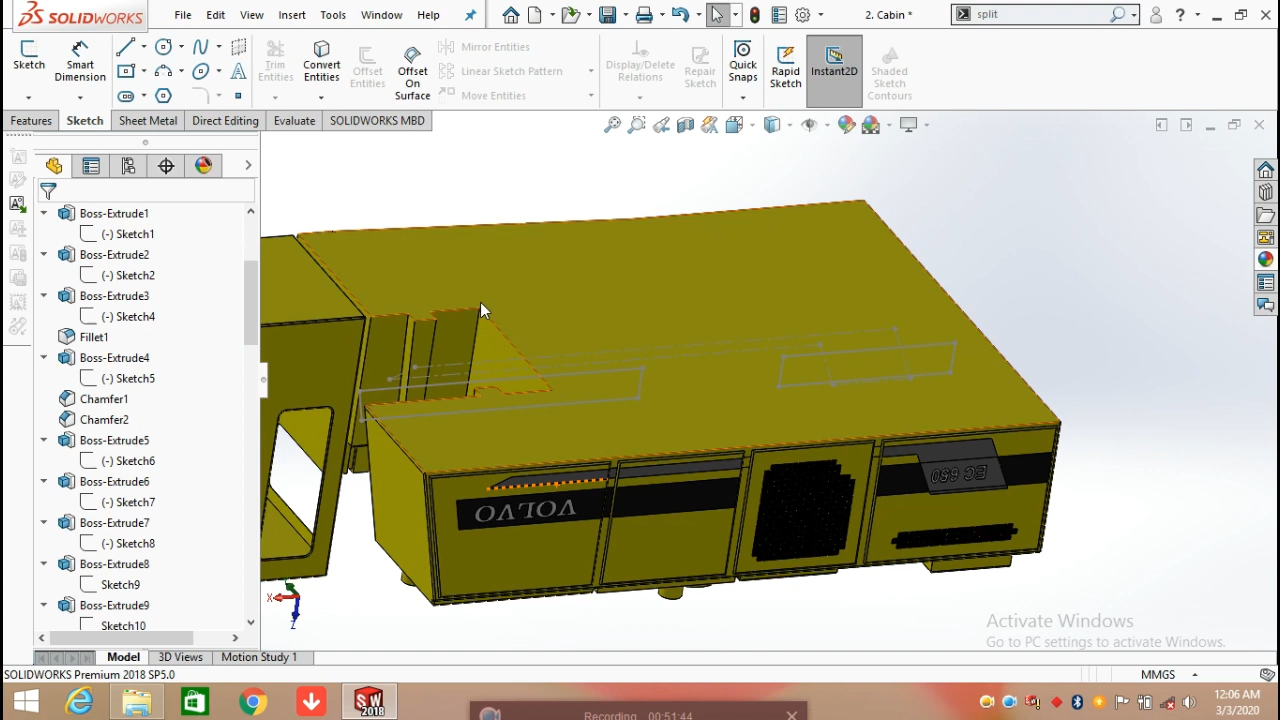 SOLIDWORKS
File Edit View Insert Tools Window Help
2. Cabin *
split
Sketch
Smart Dimension
Trim Entities
Convert Entities
Offset Entities
Offset On Surface
Mirror Entities
Linear Sketch Pattern
Move Entities
Display/Delete Relations
Repair Sketch
Quick Snaps
Rapid Sketch
Instant2D
Shaded Sketch Contours
Features Sketch Sheet Metal Direct Editing Evaluate SOLIDWORKS MBD
Boss-Extrude1
(-) Sketch1
Boss-Extrude2
(-) Sketch2
Boss-Extrude3
(-) Sketch4
Fillet1
Boss-Extrude4
(-) Sketch5
Chamfer1
Chamfer2
Boss-Extrude5
(-) Sketch6
Boss-Extrude6
(-) Sketch7
Boss-Extrude7
(-) Sketch8
Boss-Extrude8
Sketch9
Boss-Extrude9
Sketch10
VOLVO
EC 680
X
Z
Activate Windows
Go to PC settings to activate Windows.
Model 3D Views Motion Study 1
SOLIDWORKS Premium 2018 SP5.0
MMGS
SW 2018
Recording 00:51:44
12:06 AM
3/3/2020